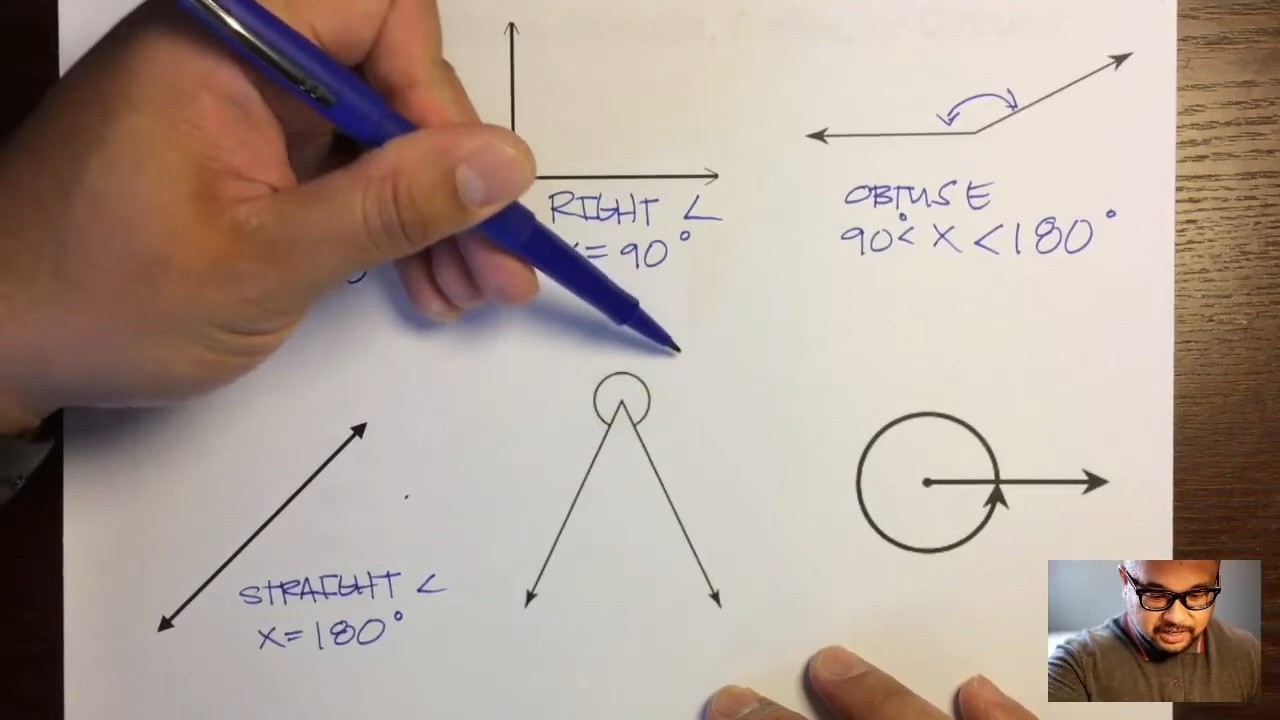 RIGHT <
= 90°
OBTUSE
90°< X < 180°
STRAIGHT <
X = 180°